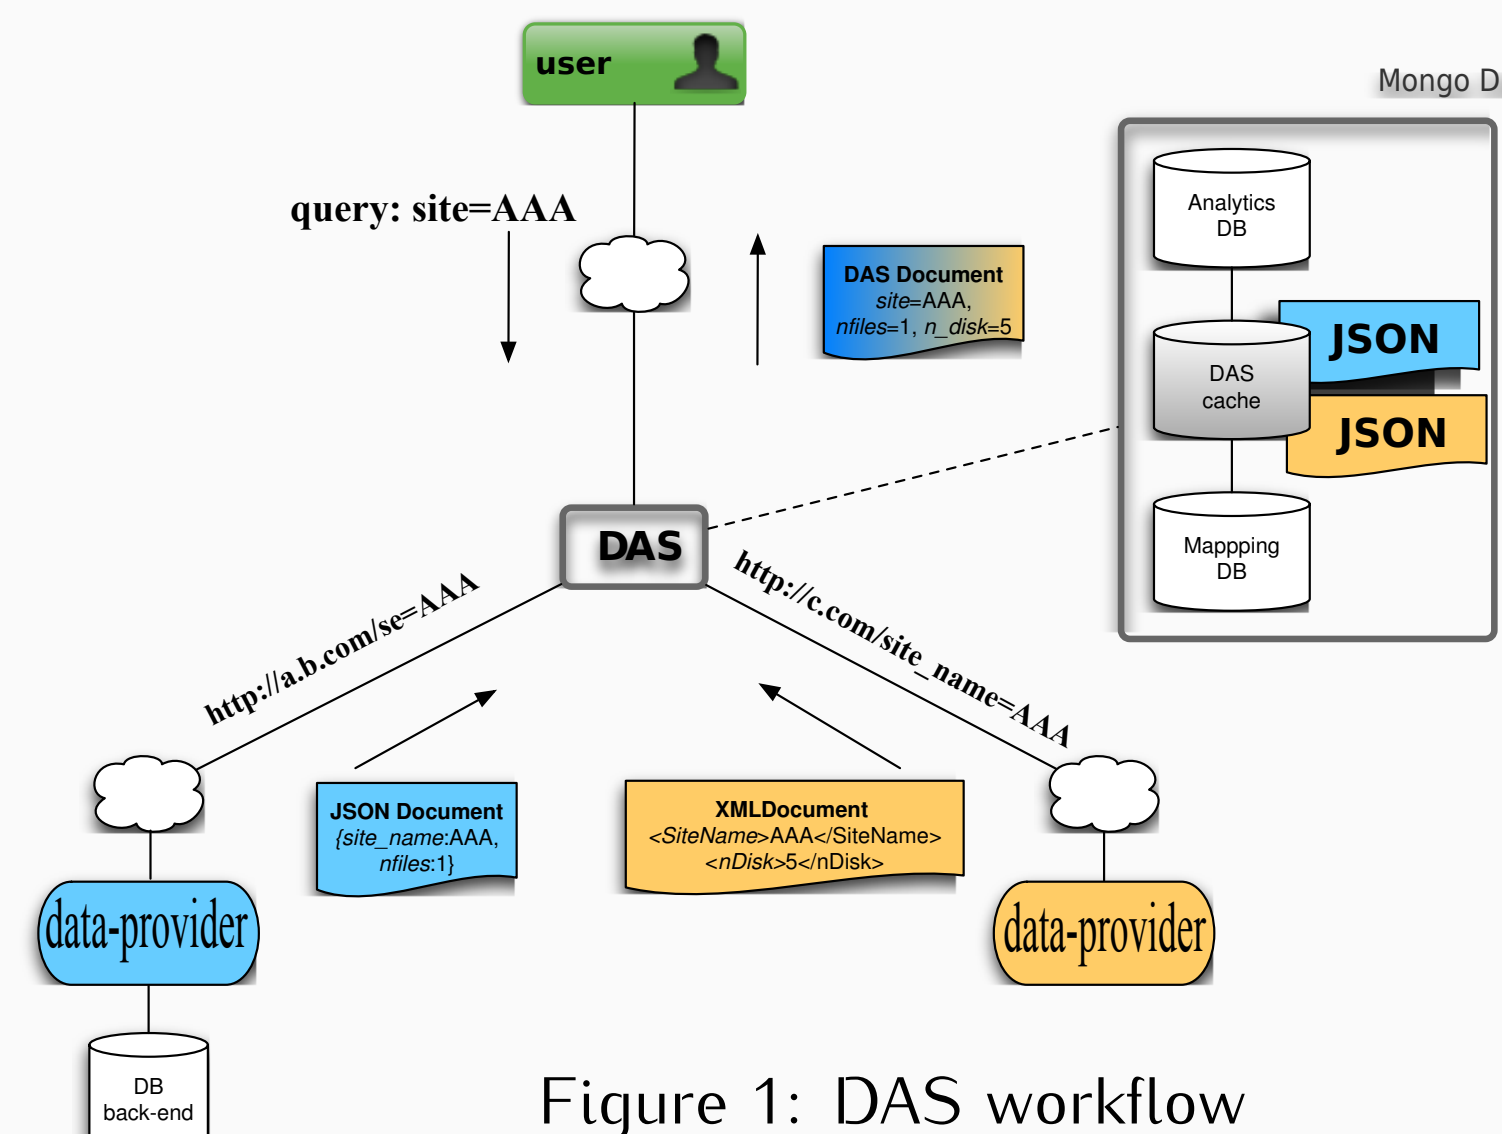 user
Mongo D
query: site=AAA
Analytics
DB
DAS Document
site=AAA,
nfiles=1, n_disk=5
JSON
DAS
cache
JSON
DAS
Mappping
DB
http://a.b.com/se=AAA
http://c.com/site_name=AAA
JSON Document
{site_name:AAA,
nfiles:1}
XMLDocument
<SiteName>AAA</SiteName>
<nDisk>5</nDisk>
data-provider
data-provider
DB
back-end
Figure 1: DAS workflow